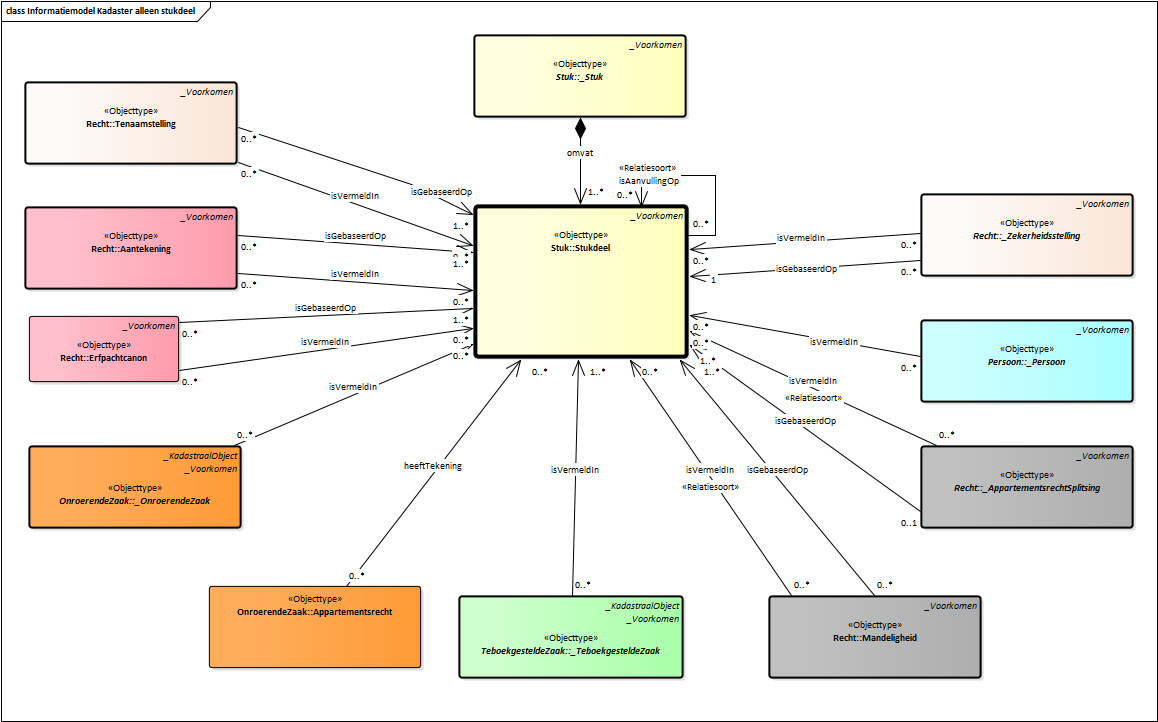 class Informatiemodel Kadaster alleen stukdeel
_Voorkomen
«Objecttype»
Stuk::_Stuk
omvat
1..*
«Relatiesoort»
isAanvullingOp
0..*
0..*
_Voorkomen
«Objecttype»
Stuk::Stukdeel
_Voorkomen
«Objecttype»
Recht::Tenaamstelling
0..*
isGebaseerdOp
1..*
0..*
isVermeldIn
0..*
_Voorkomen
«Objecttype»
Recht::Aantekening
0..*
isGebaseerdOp
1..*
0..*
isVermeldIn
0..*
_Voorkomen
«Objecttype»
Recht::Erfpachtcanon
0..*
isGebaseerdOp
1..*
0..*
isVermeldIn
0..*
_KadastraalObject
_Voorkomen
«Objecttype»
OnroerendeZaak::_OnroerendeZaak
0..*
isVermeldIn
0..*
«Objecttype»
OnroerendeZaak::Appartementsrecht
0..*
heeftTekening
0..*
_KadastraalObject
_Voorkomen
«Objecttype»
TeboekgesteldeZaak::_TeboekgesteldeZaak
0..*
isVermeldIn
1..*
_Voorkomen
«Objecttype»
Recht::Mandeligheid
0..*
isVermeldIn
«Relatiesoort»
0..*
0..*
isGebaseerdOp
1..*
_Voorkomen
«Objecttype»
Recht::_AppartementsrechtSplitsing
0..*
isVermeldIn
«Relatiesoort»
0..*
0..1
isGebaseerdOp
1..*
_Voorkomen
«Objecttype»
Persoon::_Persoon
0..*
isVermeldIn
0..*
_Voorkomen
«Objecttype»
Recht::_Zekerheidsstelling
0..*
isVermeldIn
0..*
0..*
isGebaseerdOp
1